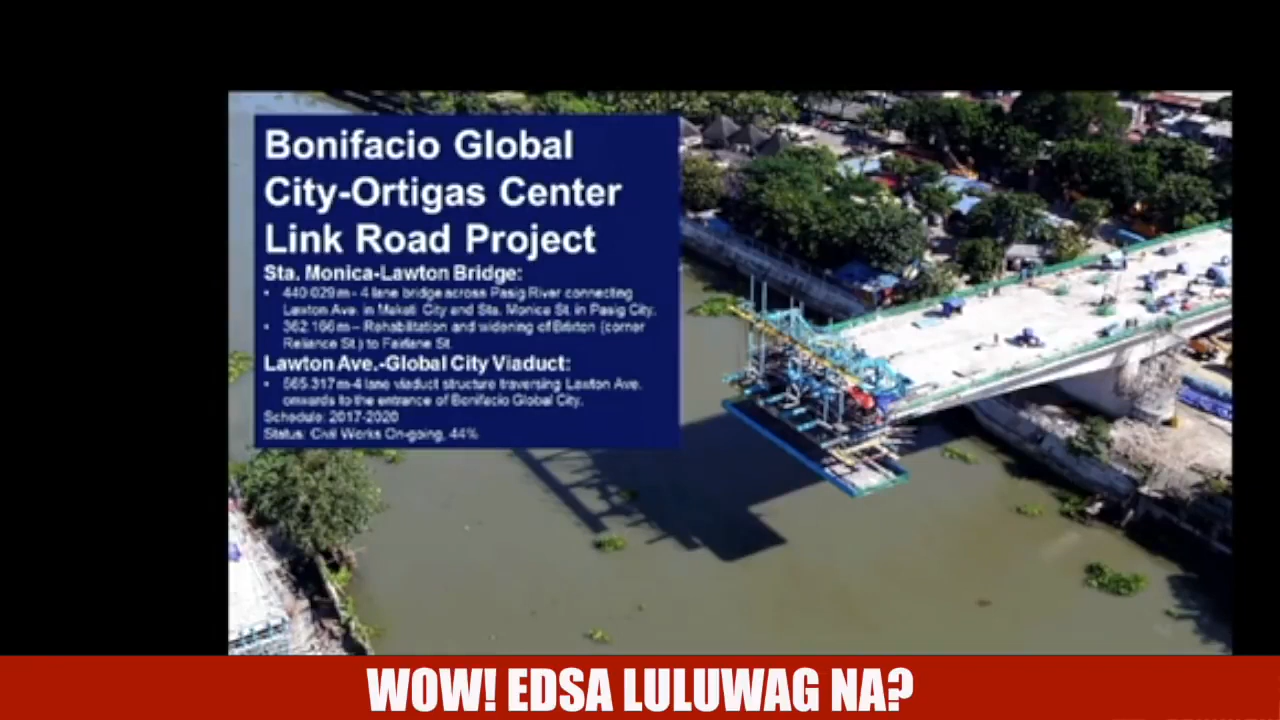 Bonifacio Global
City-Ortigas Center
Link Road Project
Sta. Monica-Lawton Bridge:
• 440.029m - 4 lane bridge across Pasig River connecting
Lawton Ave. in Makati City and Sta. Monica St. in Pasig City.
• 362.166m – Rehabilitation and widening of Brixton (corner
Reliance St.) to Fairlane St.
Lawton Ave.-Global City Viaduct:
• 565.317m-4 lane viaduct structure traversing Lawton Ave.
onwards to the entrance of Bonifacio Global City.
Schedule: 2017-2020
Status: Civil Works On-going, 44%
WOW! EDSA LULUWAG NA?